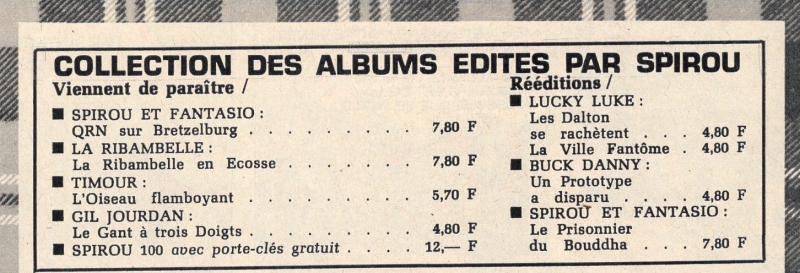 COLLECTION DES ALBUMS EDITES PAR SPIROU
Viennent de paraître /
■ SPIROU ET FANTASIO :
QRN sur Bretzelburg . . . . . . . . . 7,80 F
■ LA RIBAMBELLE :
La Ribambelle en Ecosse . . . . . . . 7,80 F
■ TIMOUR :
L'Oiseau flamboyant . . . . . . . . . 5,70 F
■ GIL JOURDAN :
Le Gant à trois Doigts . . . . . . . . 4,80 F
■ SPIROU 100 avec porte-clés gratuit . . . . 12,— F
Rééditions /
■ LUCKY LUKE :
Les Dalton
se rachètent . . . 4,80 F
La Ville Fantôme . 4,80 F
■ BUCK DANNY :
Un Prototype
a disparu . . . . 4,80 F
■ SPIROU ET FANTASIO :
Le Prisonnier
du Bouddha . . . 7,80 F